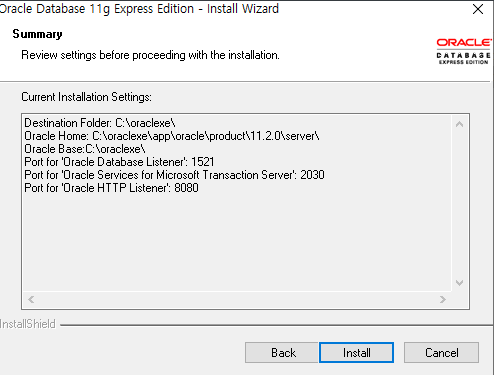 Oracle Database 11g Express Edition - Install Wizard
Summary
Review settings before proceeding with the installation.
ORACLE
DATABASE
EXPRESS EDITION
Current Installation Settings:
Destination Folder: C:\oraclexe\
Oracle Home: C:\oraclexe\app\oracle\product\11.2.0\server\
Oracle Base:C:\oraclexe\
Port for 'Oracle Database Listener': 1521
Port for 'Oracle Services for Microsoft Transaction Server': 2030
Port for 'Oracle HTTP Listener': 8080
InstallShield
Back
Install
Cancel